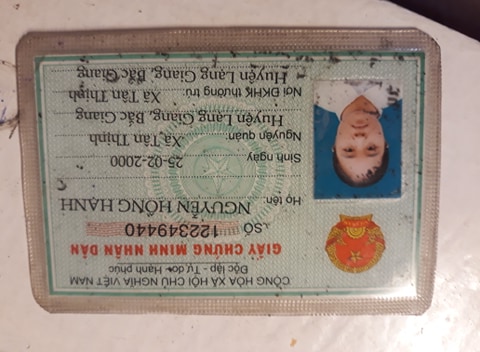 CỘNG HÒA XÃ HỘI CHỦ NGHĨA VIỆT NAM
Độc lập - Tự do - Hạnh phúc
GIẤY CHỨNG MINH NHÂN DÂN
SỐ 122349440
Họ tên: NGUYỄN HỒNG HẠNH
Sinh ngày 25-02-2000
Nguyên quán: Xã Tân Thịnh
Huyện Lạng Giang, Bắc Giang
Nơi ĐKHK thường trú Xã Tân Thịnh
Huyện Lạng Giang, Bắc Giang